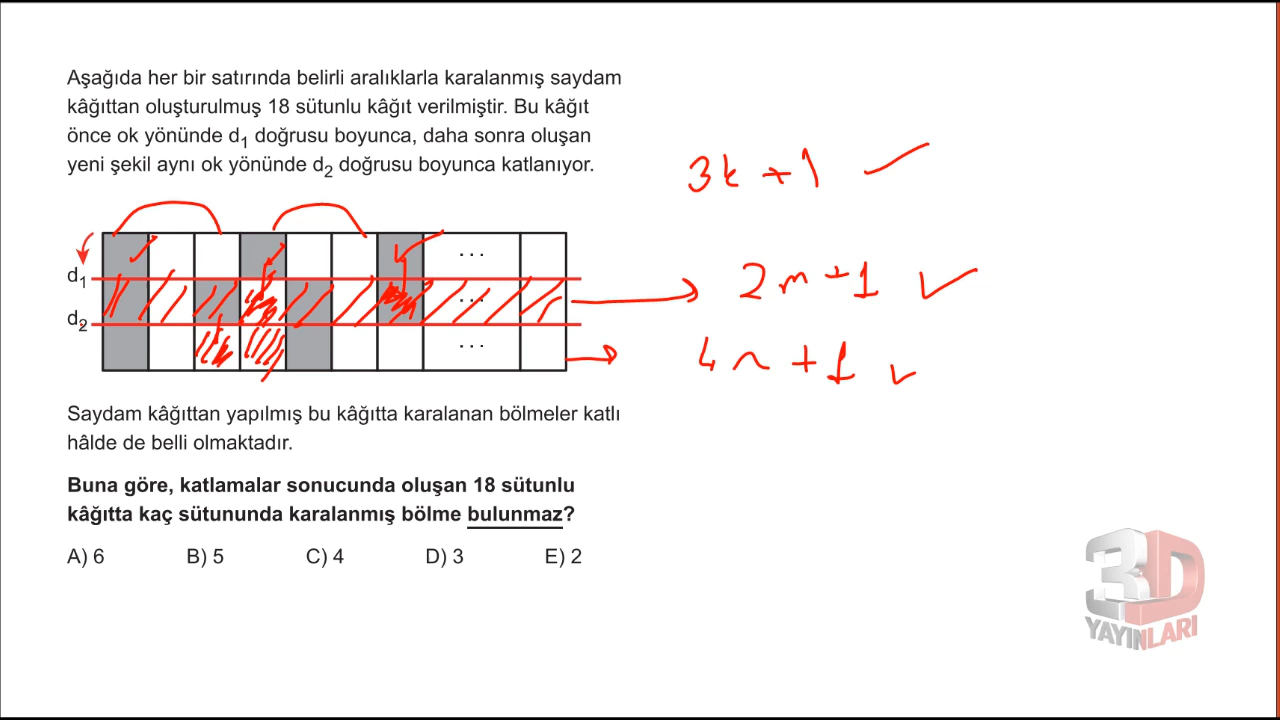 Aşağıda her bir satırında belirli aralıklarla karalanmış saydam
kâğıttan oluşturulmuş 18 sütunlu kâğıt verilmiştir. Bu kâğıt
önce ok yönünde d1 doğrusu boyunca, daha sonra oluşan
yeni şekil aynı ok yönünde d2 doğrusu boyunca katlanıyor.
3k + 1
...
d1
2m + 1
...
d2
4n + 1
...
Saydam kâğıttan yapılmış bu kâğıtta karalanan bölmeler katlı
hâlde de belli olmaktadır.
Buna göre, katlamalar sonucunda oluşan 18 sütunlu
kâğıtta kaç sütununda karalanmış bölme bulunmaz?
A) 6 B) 5 C) 4 D) 3 E) 2
3D
YAYINLARI